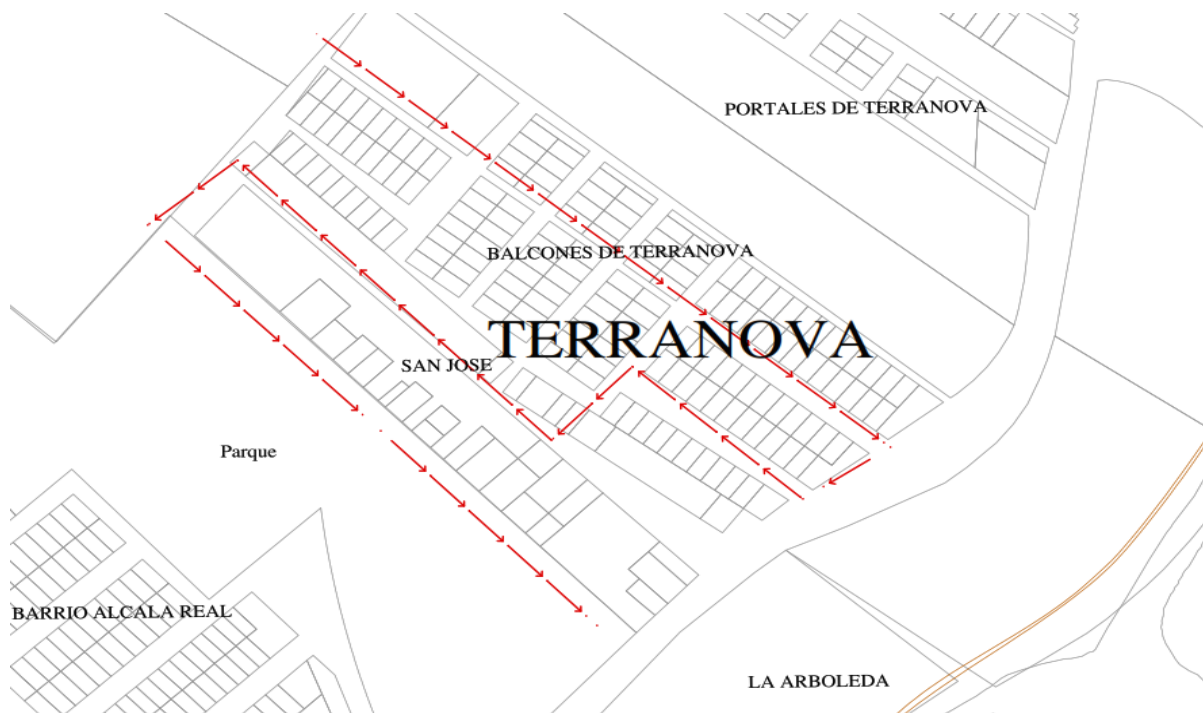 PORTALES DE TERRANOVA
BALCONES DE TERRANOVA
TERRANOVA
SAN JOSE
Parque
BARRIO ALCALA REAL
LA ARBOLEDA